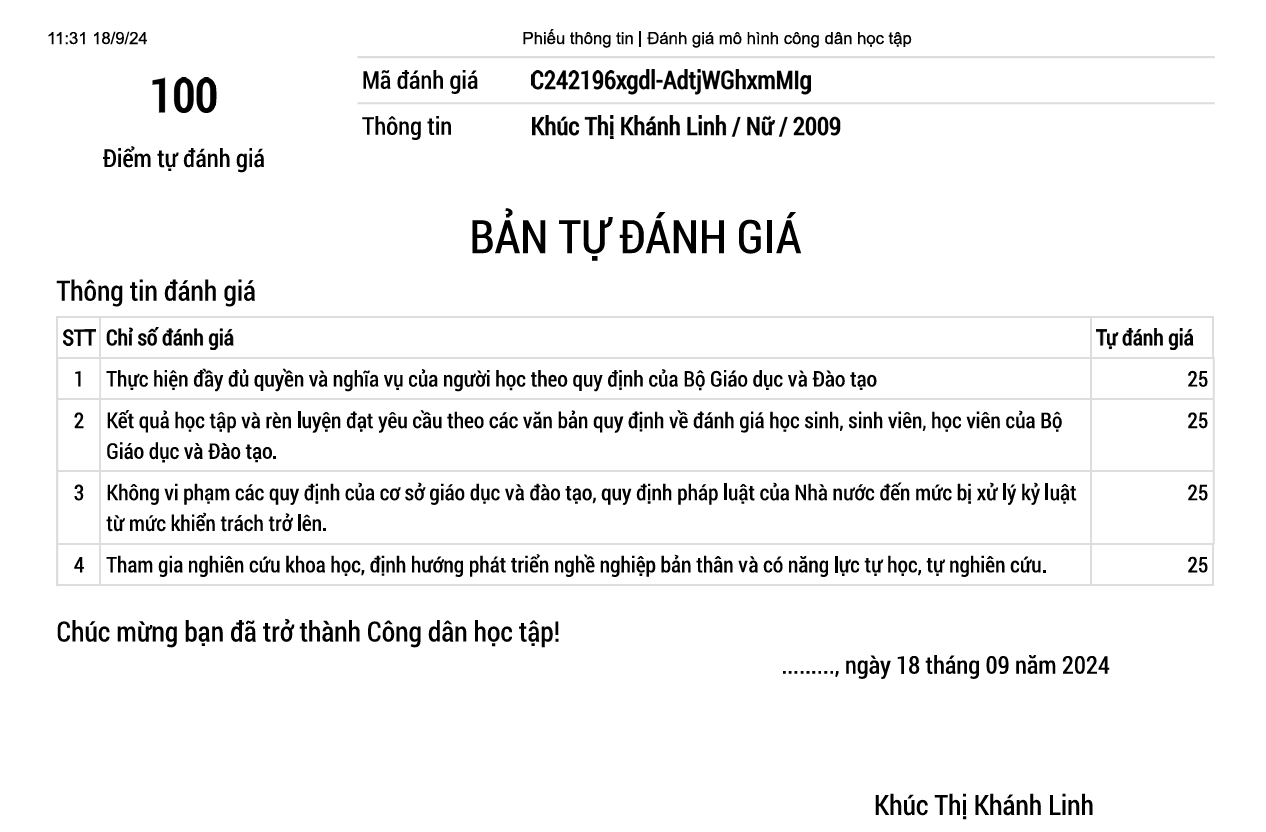 11:31 18/9/24
Phiếu thông tin | Đánh giá mô hình công dân học tập
100
Điểm tự đánh giá
Mã đánh giá C242196xgdl-AdtjWGhxmMIg
Thông tin Khúc Thị Khánh Linh / Nữ / 2009
BẢN TỰ ĐÁNH GIÁ
Thông tin đánh giá
STT Chỉ số đánh giá Tự đánh giá
1 Thực hiện đầy đủ quyền và nghĩa vụ của người học theo quy định của Bộ Giáo dục và Đào tạo 25
2 Kết quả học tập và rèn luyện đạt yêu cầu theo các văn bản quy định về đánh giá học sinh, sinh viên, học viên của Bộ 25
Giáo dục và Đào tạo.
3 Không vi phạm các quy định của cơ sở giáo dục và đào tạo, quy định pháp luật của Nhà nước đến mức bị xử lý kỷ luật 25
từ mức khiển trách trở lên.
4 Tham gia nghiên cứu khoa học, định hướng phát triển nghề nghiệp bản thân và có năng lực tự học, tự nghiên cứu. 25
Chúc mừng bạn đã trở thành Công dân học tập!
........., ngày 18 tháng 09 năm 2024
Khúc Thị Khánh Linh